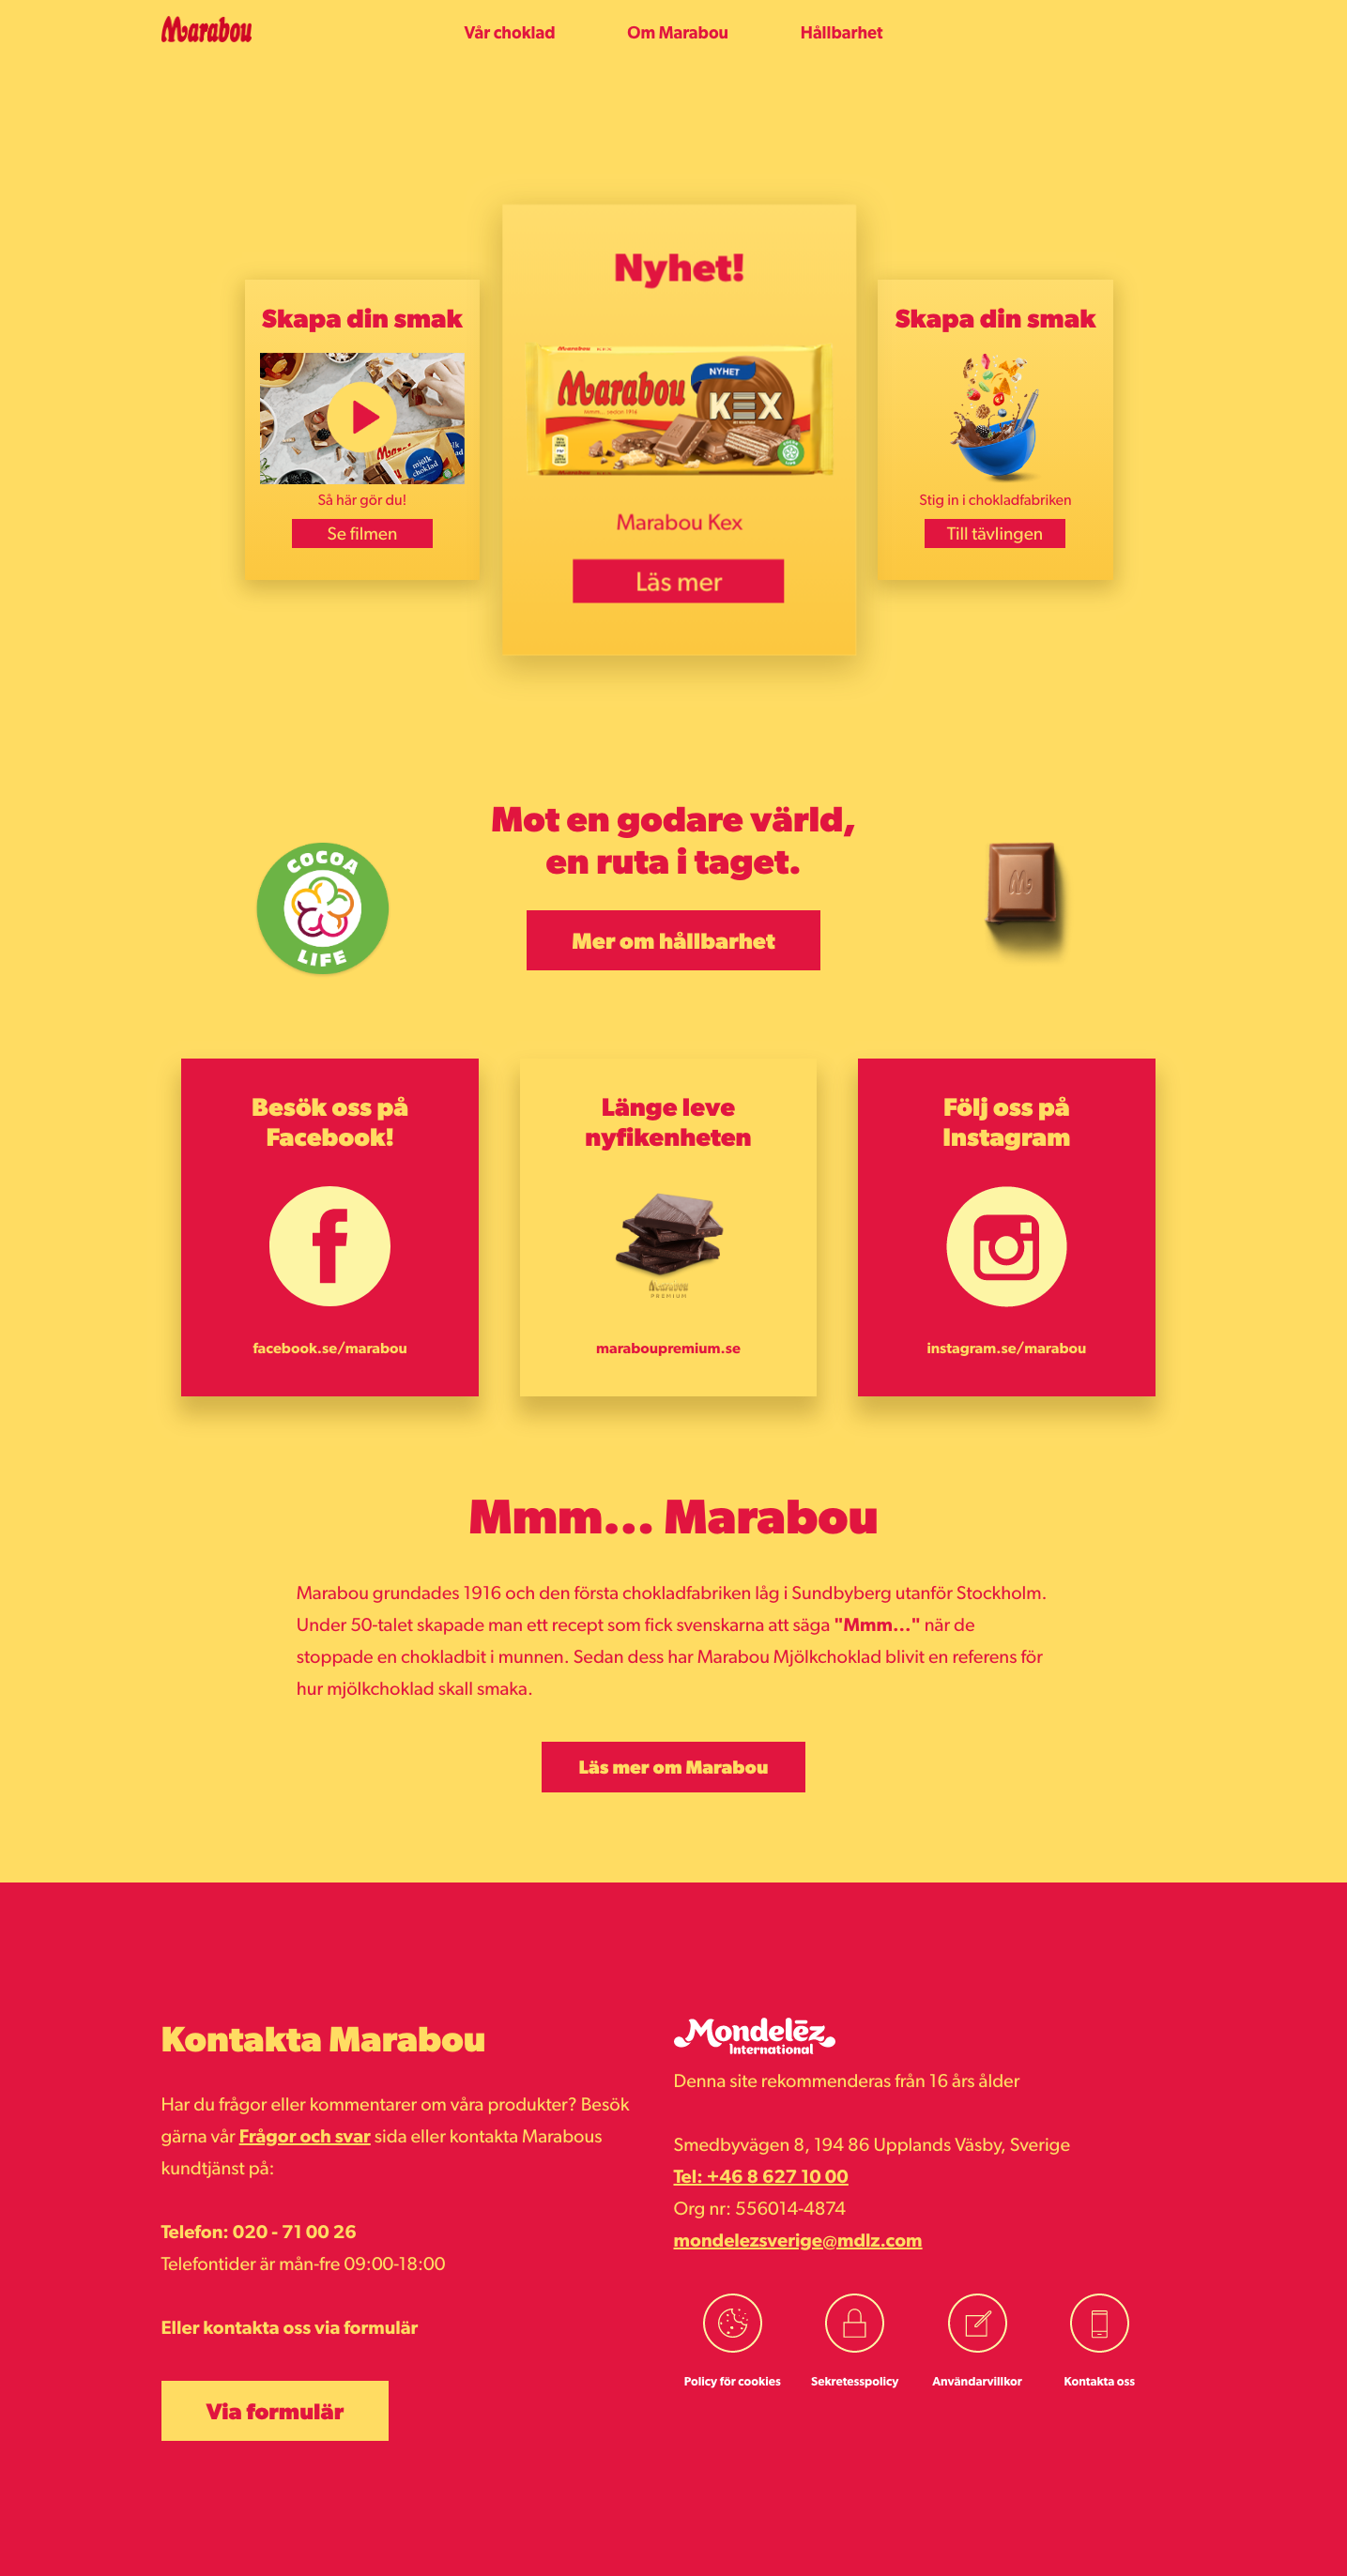 Marabou
Vår choklad
Om Marabou
Hållbarhet
Skapa din smak
mjölk
choklad
Så här gör du!
Se filmen
Nyhet!
Marabou KEX
Marabou
Mmm... sedan 1916
NYHET
KEX
Marabou Kex
Läs mer
Skapa din smak
Stig in i chokladfabriken
Till tävlingen
COCOA
LIFE
Mot en godare värld,
en ruta i taget.
Mer om hållbarhet
M
Besök oss på
Facebook!
facebook.se/marabou
Länge leve
nyfikenheten
Marabou
PREMIUM
maraboupremium.se
Följ oss på
Instagram
instagram.se/marabou
Mmm... Marabou
Marabou grundades 1916 och den första chokladfabriken låg i Sundbyberg utanför Stockholm.
Under 50-talet skapade man ett recept som fick svenskarna att säga "Mmm..." när de
stoppade en chokladbit i munnen. Sedan dess har Marabou Mjölkchoklad blivit en referens för
hur mjölkchoklad skall smaka.
Läs mer om Marabou
Kontakta Marabou
Har du frågor eller kommentarer om våra produkter? Besök
gärna vår Frågor och svar sida eller kontakta Marabous
kundtjänst på:
Telefon: 020 - 71 00 26
Telefontider är mån-fre 09:00-18:00
Eller kontakta oss via formulär
Via formulär
Mondelēz
International
Denna site rekommenderas från 16 års ålder
Smedbyvägen 8, 194 86 Upplands Väsby, Sverige
Tel: +46 8 627 10 00
Org nr: 556014-4874
mondelezsverige@mdlz.com
Policy för cookies
Sekretesspolicy
Användarvillkor
Kontakta oss